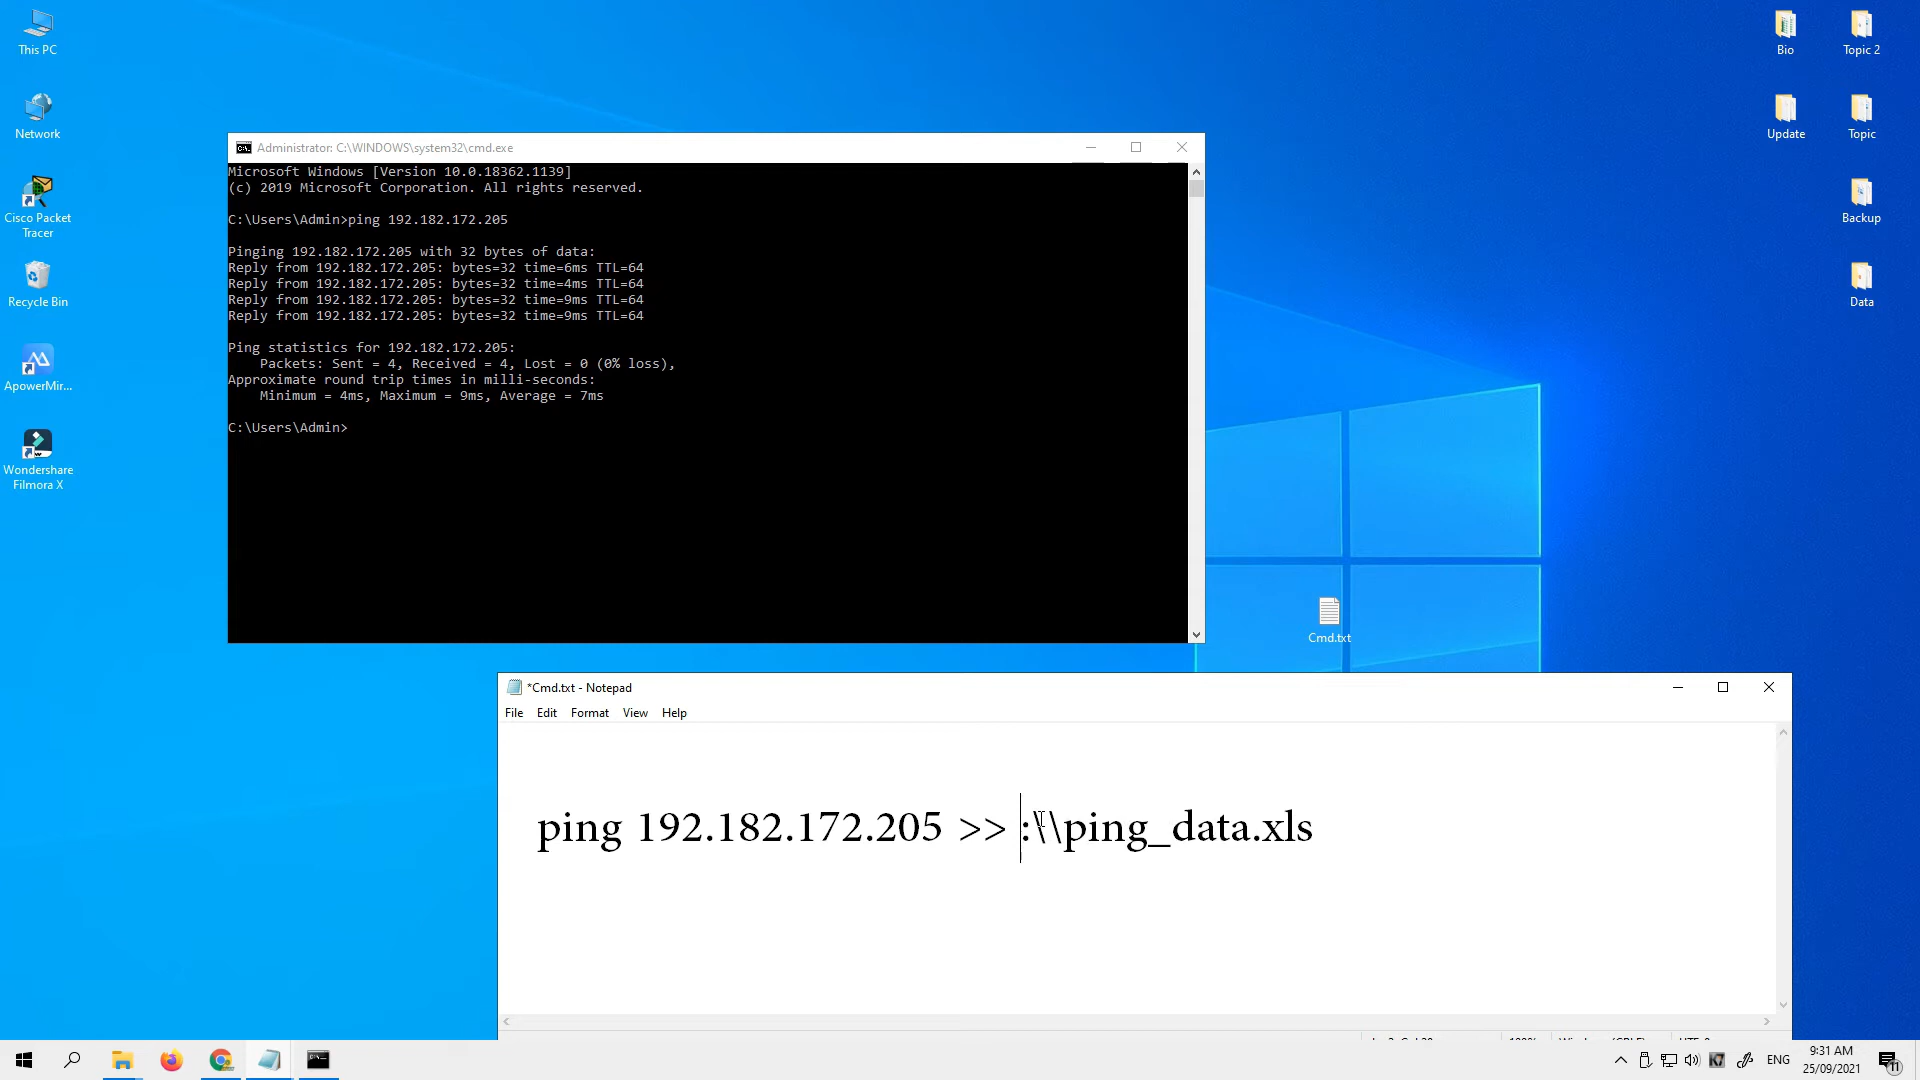 This PC
Network
Cisco Packet
Tracer
Recycle Bin
ApowerMir...
Wondershare
Filmora X
Bio
Topic 2
Update
Topic
Backup
Data
Administrator: C:\WINDOWS\system32\cmd.exe
Microsoft Windows [Version 10.0.18362.1139]
(c) 2019 Microsoft Corporation. All rights reserved.
C:\Users\Admin>ping 192.182.172.205
Pinging 192.182.172.205 with 32 bytes of data:
Reply from 192.182.172.205: bytes=32 time=6ms TTL=64
Reply from 192.182.172.205: bytes=32 time=4ms TTL=64
Reply from 192.182.172.205: bytes=32 time=9ms TTL=64
Reply from 192.182.172.205: bytes=32 time=9ms TTL=64
Ping statistics for 192.182.172.205:
Packets: Sent = 4, Received = 4, Lost = 0 (0% loss),
Approximate round trip times in milli-seconds:
Minimum = 4ms, Maximum = 9ms, Average = 7ms
C:\Users\Admin>
Cmd.txt
*Cmd.txt - Notepad
File Edit Format View Help
ping 192.182.172.205 >> :\\ping_data.xls
ENG
9:31 AM
25/09/2021
11